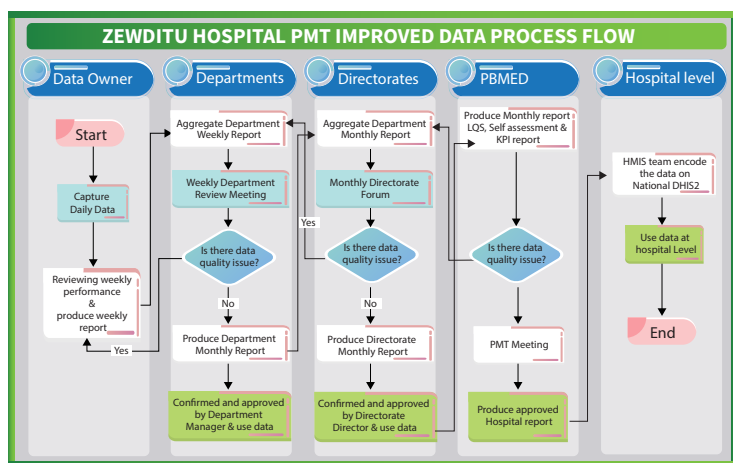 ZEWDITU HOSPITAL PMT IMPROVED DATA PROCESS FLOW
Data Owner
Departments
Directorates
PBMED
Hospital level
Start
Capture
Daily Data
Reviewing weekly
performance
&
produce weekly
report
Yes
Aggregate Department
Weekly Report
Weekly Department
Review Meeting
Is there data
quality issue?
No
Produce Department
Monthly Report
Confirmed and approved
by Department
Manager & use data
Aggregate Department
Monthly Report
Monthly Directorate
Forum
Yes
Is there data
quality issue?
No
Produce Directorate
Monthly Report
Confirmed and approved
by Directorate
Director & use data
Produce Monthly report
LQS, Self assessment &
KPI report
Is there data
quality issue?
PMT Meeting
Produce approved
Hospital report
HMIS team encode
the data on
National DHIS2
Use data at
hospital Level
End